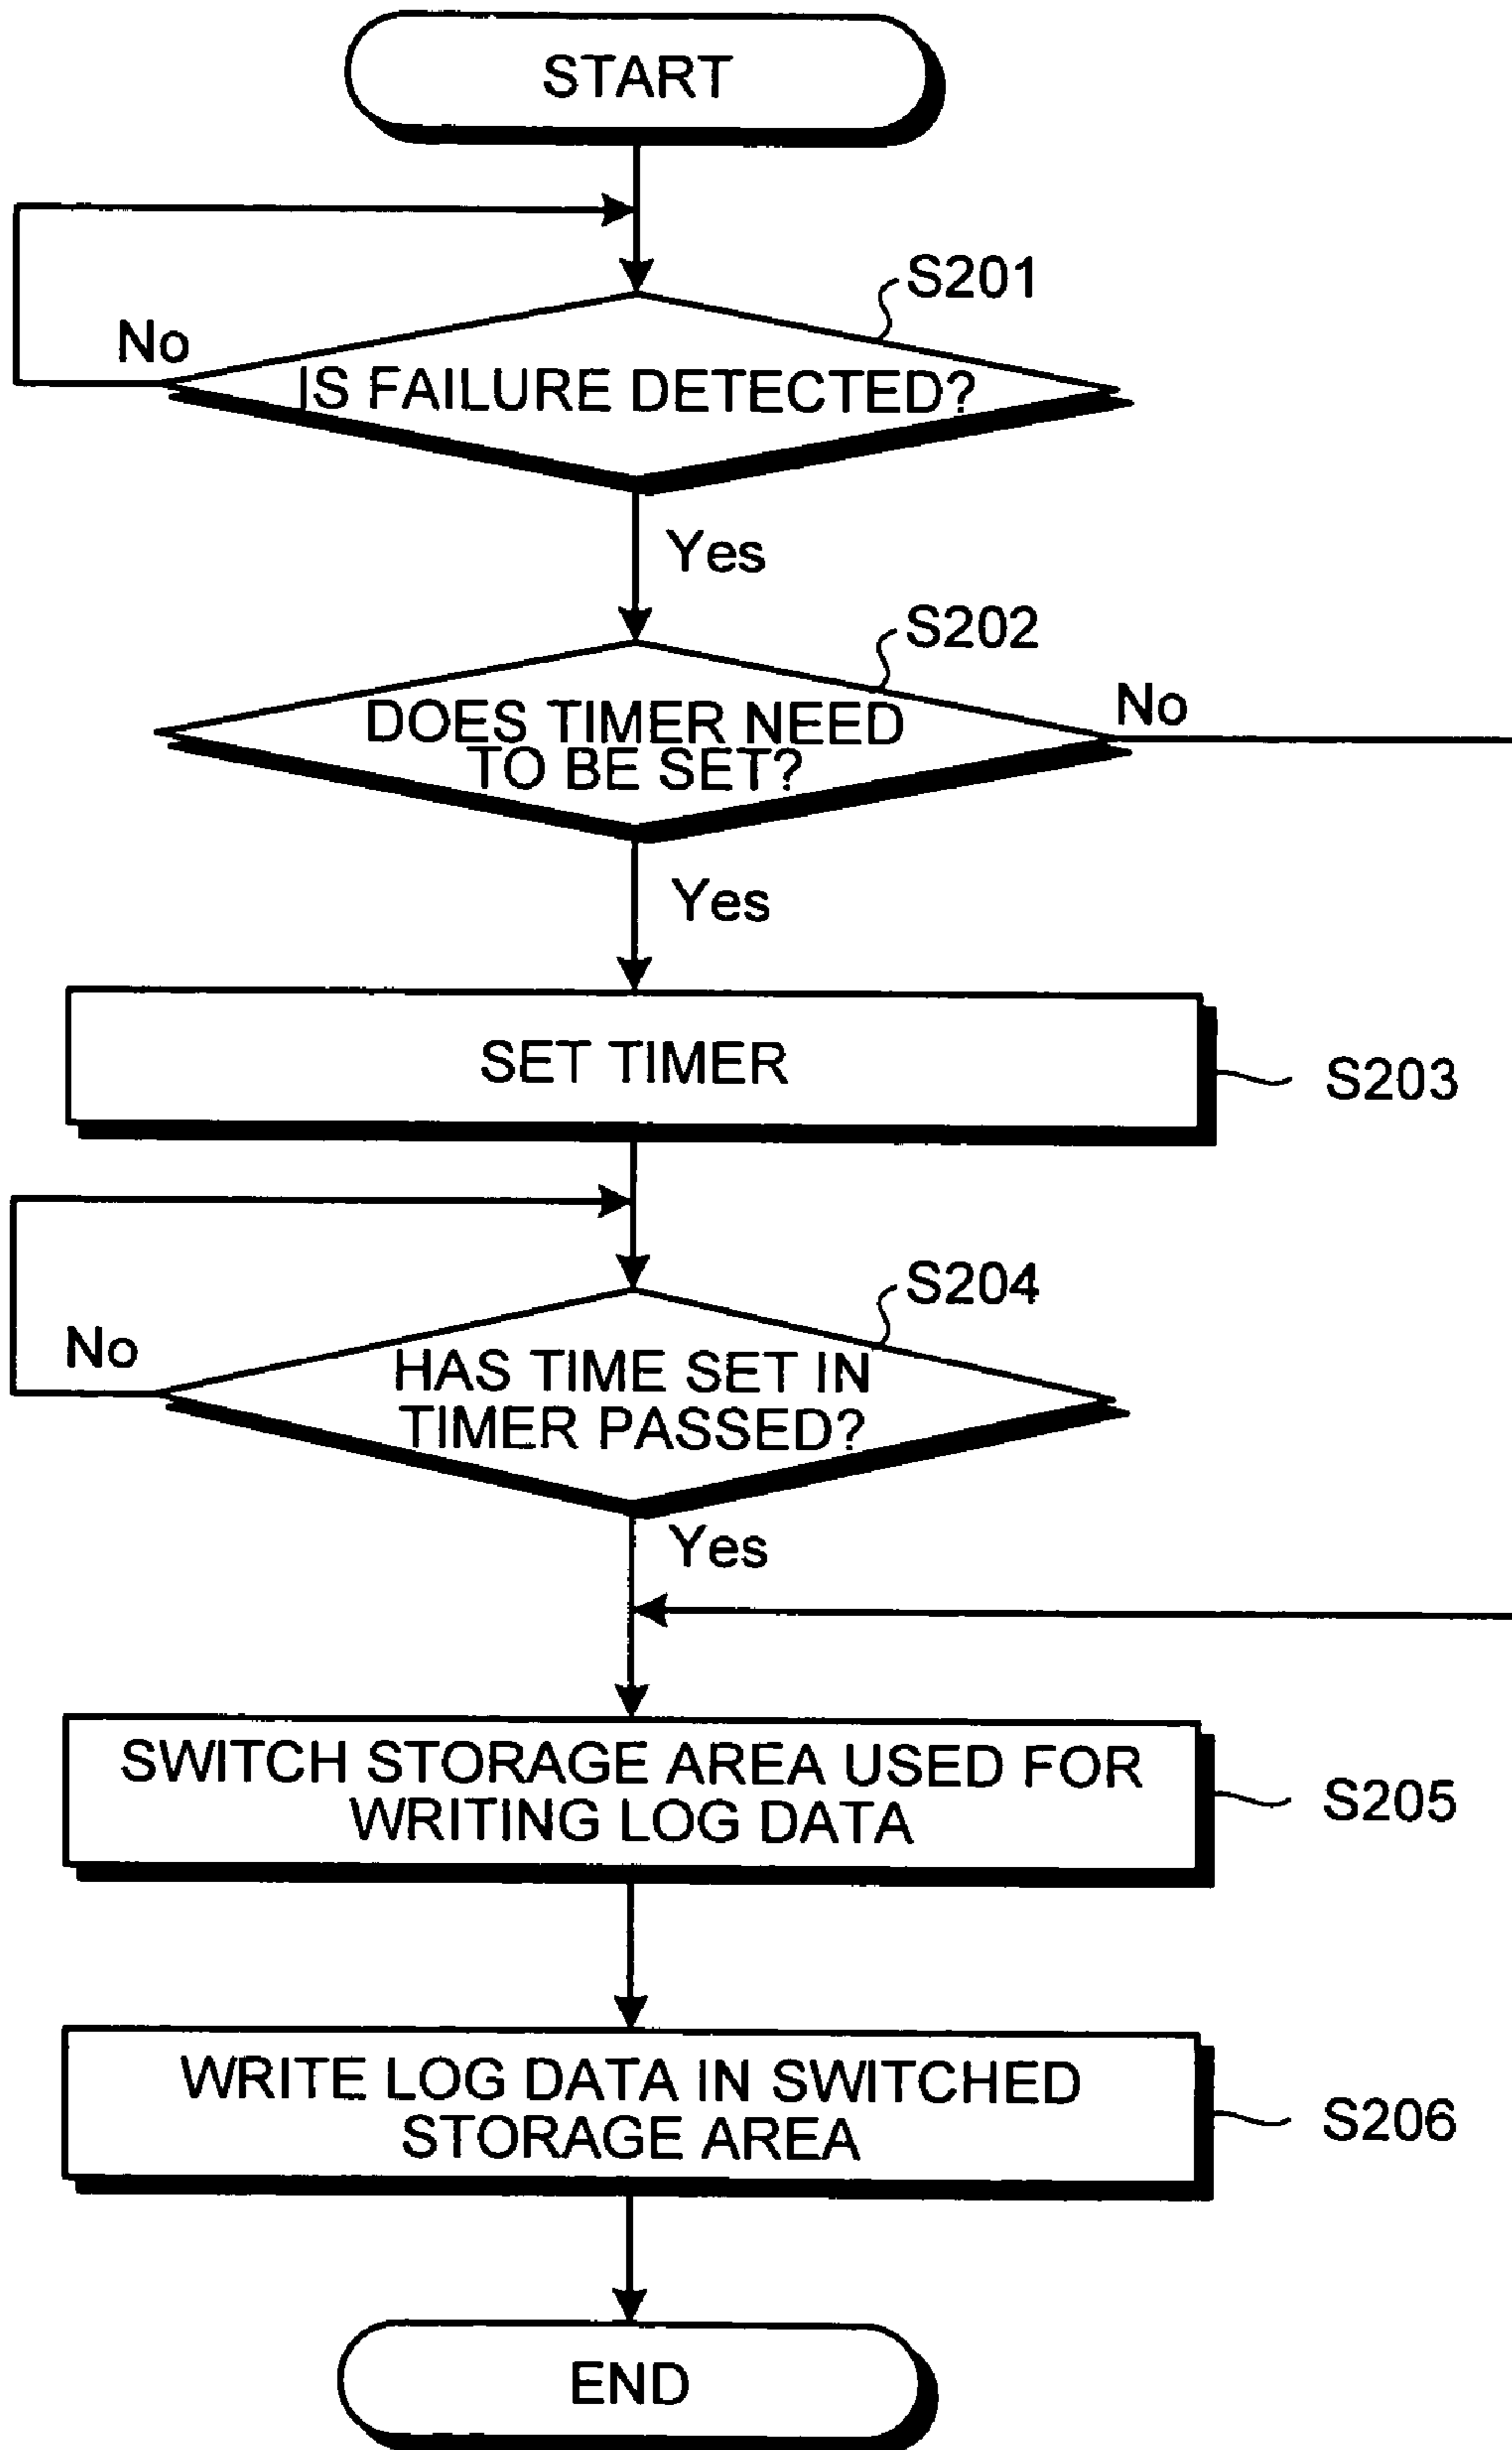 START
S201
No
IS FAILURE DETECTED?
Yes
S202
No
DOES TIMER NEED
TO BE SET?
Yes
SET TIMER
S203
S204
No
HAS TIME SET IN
TIMER PASSED?
Yes
SWITCH STORAGE AREA USED FOR
WRITING LOG DATA
S205
WRITE LOG DATA IN SWITCHED
STORAGE AREA
S206
END